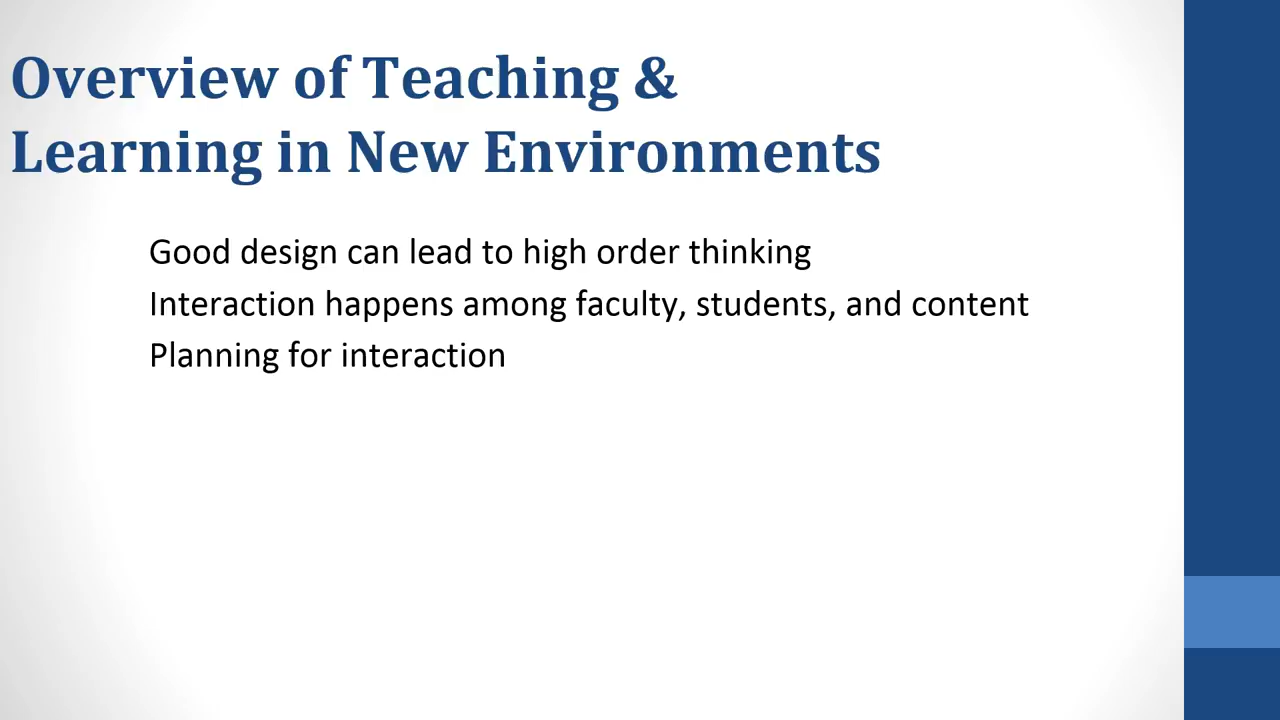 Overview of Teaching &
Learning in New Environments
Good design can lead to high order thinking
Interaction happens among faculty, students, and content
Planning for interaction